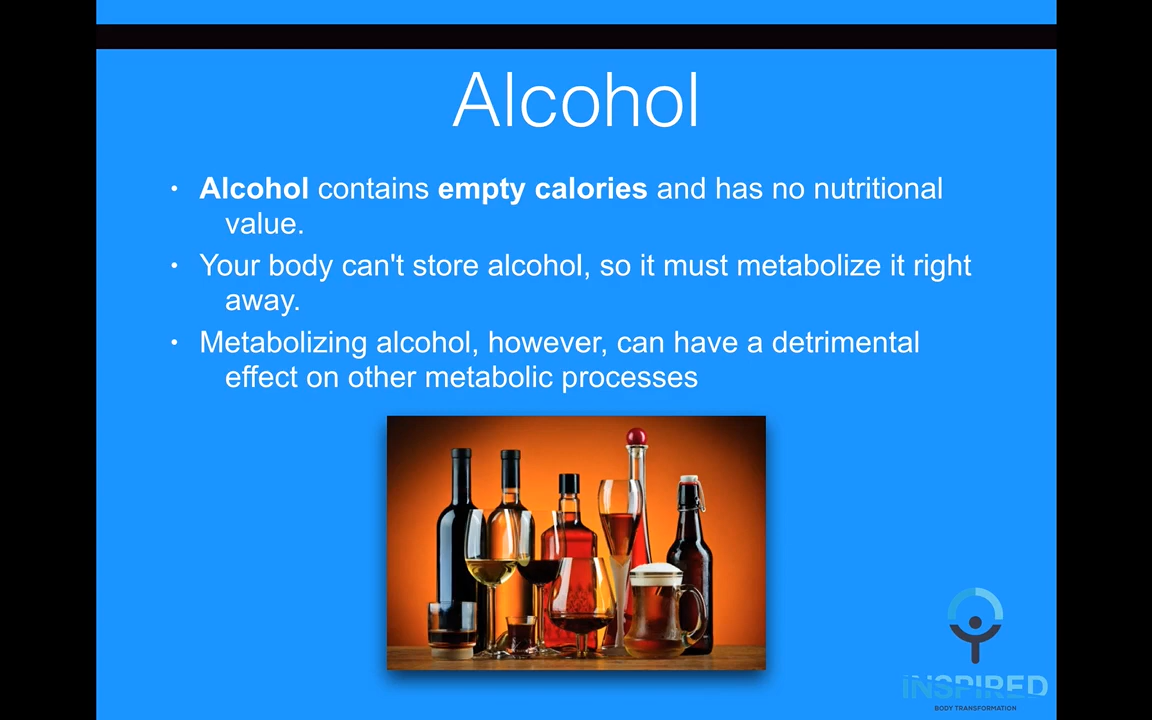 Alcohol
• Alcohol contains empty calories and has no nutritional
value.
• Your body can't store alcohol, so it must metabolize it right
away.
• Metabolizing alcohol, however, can have a detrimental
effect on other metabolic processes
INSPIRED
BODY TRANSFORMATION